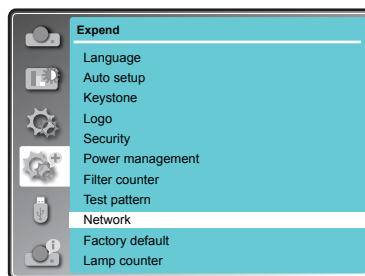 Expend
Language
Auto setup
Keystone
Logo
Security
Power management
Filter counter
Test pattern
Network
Factory default
Lamp counter